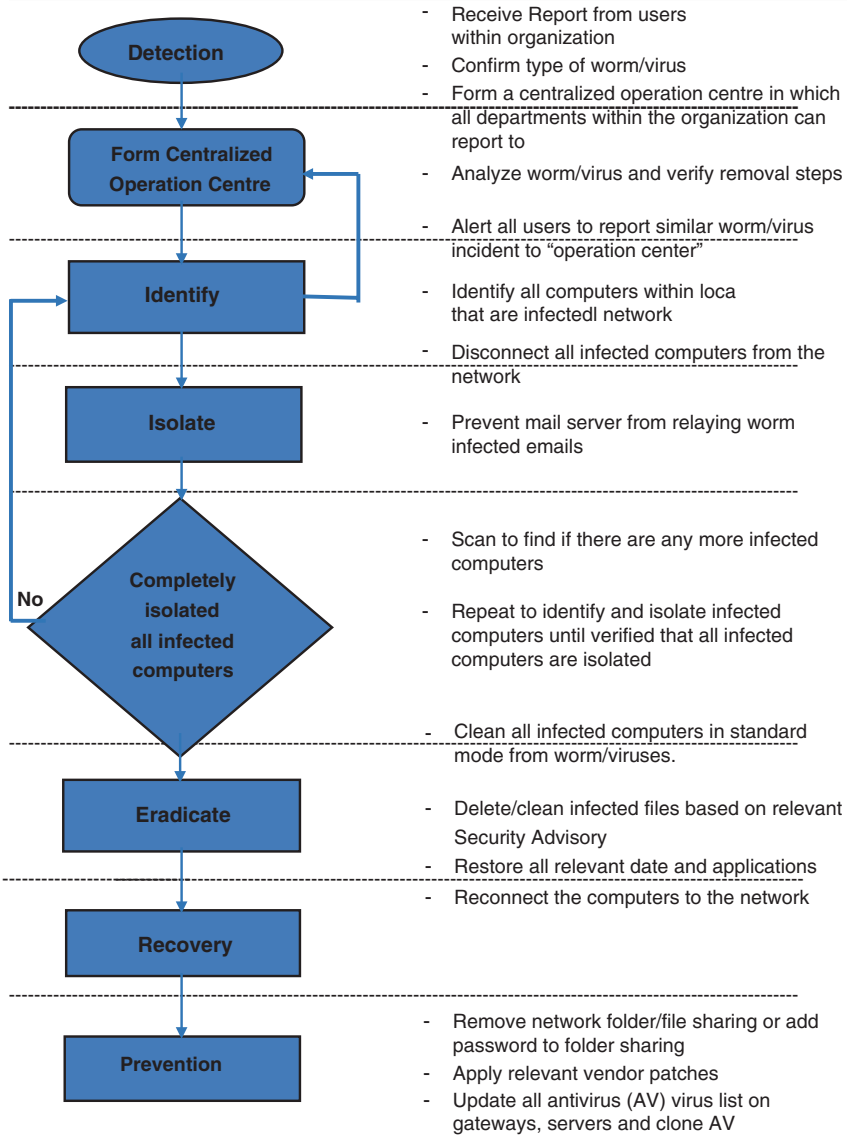 Detection
- Receive Report from users
within organization
- Confirm type of worm/virus
- Form a centralized operation centre in which
all departments within the organization can
report to
Form Centralized
Operation Centre
- Analyze worm/virus and verify removal steps
- Alert all users to report similar worm/virus
incident to “operation center”
Identify
- Identify all computers within loca
that are infectedl network
- Disconnect all infected computers from the
network
Isolate
- Prevent mail server from relaying worm
infected emails
Completely
isolated
all infected
computers
No
- Scan to find if there are any more infected
computers
- Repeat to identify and isolate infected
computers until verified that all infected
computers are isolated
- Clean all infected computers in standard
mode from worm/viruses.
Eradicate
- Delete/clean infected files based on relevant
Security Advisory
- Restore all relevant date and applications
- Reconnect the computers to the network
Recovery
Prevention
- Remove network folder/file sharing or add
password to folder sharing
- Apply relevant vendor patches
- Update all antivirus (AV) virus list on
gateways, servers and clone AV